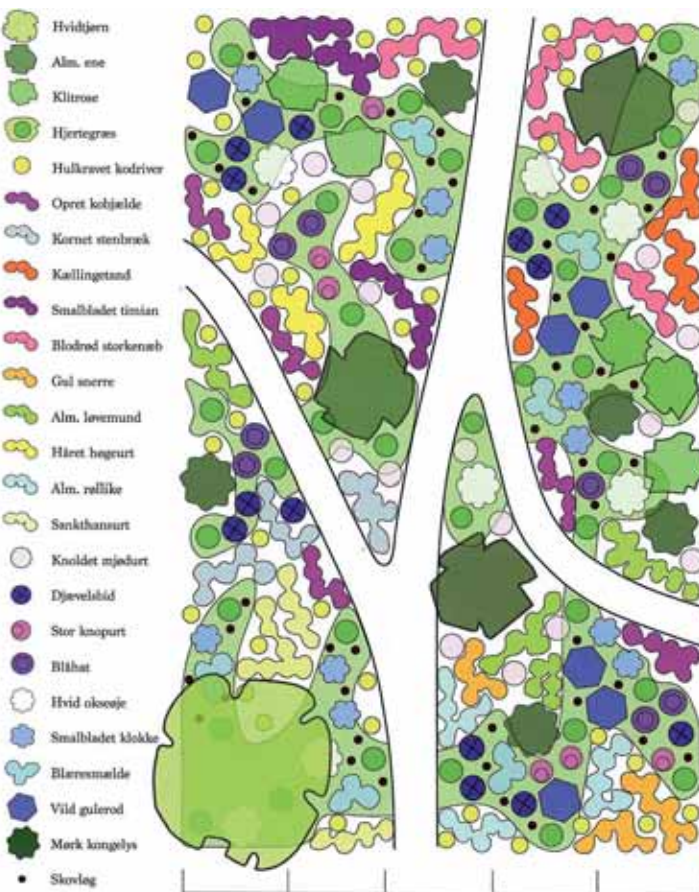 Hvidtjørn
Alm. ene
Klitrose
Hjertegræs
Hulkravet kodriver
Opret kobjælde
Kornet stenbræk
Kællingetand
Smalbladet timian
Blodrød storkenæb
Gul snerre
Alm. løvemund
Håret høgeurt
Alm. røllike
Sankthansurt
Knoldet mjødurt
Djævelsbid
Stor knopurt
Blåhat
Hvid okseøje
Smalbladet klokke
Blæresmælde
Vild gulerod
Mørk kongelys
Skovløg